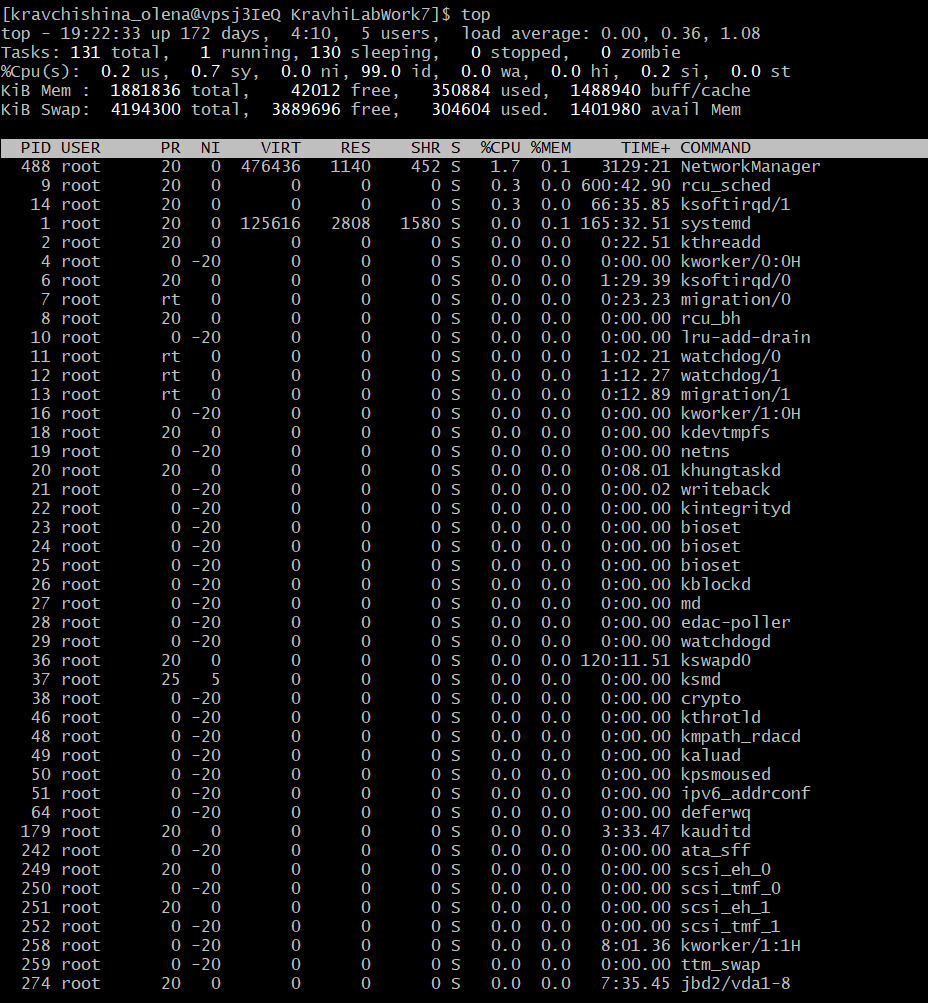 [kravchishina_olena@vpsj3IeQ KravhiLabWork7]$ top
top - 19:22:33 up 172 days,  4:10,  5 users,  load average: 0.00, 0.36, 1.08
Tasks: 131 total,   1 running, 130 sleeping,   0 stopped,   0 zombie
%Cpu(s):  0.2 us,  0.7 sy,  0.0 ni, 99.0 id,  0.0 wa,  0.0 hi,  0.2 si,  0.0 st
KiB Mem :  1881836 total,    42012 free,   350884 used,  1488940 buff/cache
KiB Swap:  4194300 total,  3889696 free,   304604 used.  1401980 avail Mem
PID USER      PR  NI    VIRT    RES    SHR S  %CPU %MEM     TIME+ COMMAND
488 root      20   0  476436   1140    452 S   1.7  0.1   3129:21 NetworkManager
9 root      20   0       0      0      0 S   0.3  0.0 600:42.90 rcu_sched
14 root      20   0       0      0      0 S   0.3  0.0  66:35.85 ksoftirqd/1
1 root      20   0  125616   2808   1580 S   0.0  0.1 165:32.51 systemd
2 root      20   0       0      0      0 S   0.0  0.0   0:22.51 kthreadd
4 root       0 -20       0      0      0 S   0.0  0.0   0:00.00 kworker/0:0H
6 root      20   0       0      0      0 S   0.0  0.0   1:29.39 ksoftirqd/0
7 root      rt   0       0      0      0 S   0.0  0.0   0:23.23 migration/0
8 root      20   0       0      0      0 S   0.0  0.0   0:00.00 rcu_bh
10 root       0 -20       0      0      0 S   0.0  0.0   0:00.00 lru-add-drain
11 root      rt   0       0      0      0 S   0.0  0.0   1:02.21 watchdog/0
12 root      rt   0       0      0      0 S   0.0  0.0   1:12.27 watchdog/1
13 root      rt   0       0      0      0 S   0.0  0.0   0:12.89 migration/1
16 root       0 -20       0      0      0 S   0.0  0.0   0:00.00 kworker/1:0H
18 root      20   0       0      0      0 S   0.0  0.0   0:00.00 kdevtmpfs
19 root       0 -20       0      0      0 S   0.0  0.0   0:00.00 netns
20 root      20   0       0      0      0 S   0.0  0.0   0:08.01 khungtaskd
21 root       0 -20       0      0      0 S   0.0  0.0   0:00.02 writeback
22 root       0 -20       0      0      0 S   0.0  0.0   0:00.00 kintegrityd
23 root       0 -20       0      0      0 S   0.0  0.0   0:00.00 bioset
24 root       0 -20       0      0      0 S   0.0  0.0   0:00.00 bioset
25 root       0 -20       0      0      0 S   0.0  0.0   0:00.00 bioset
26 root       0 -20       0      0      0 S   0.0  0.0   0:00.00 kblockd
27 root       0 -20       0      0      0 S   0.0  0.0   0:00.00 md
28 root       0 -20       0      0      0 S   0.0  0.0   0:00.00 edac-poller
29 root       0 -20       0      0      0 S   0.0  0.0   0:00.00 watchdogd
36 root      20   0       0      0      0 S   0.0  0.0 120:11.51 kswapd0
37 root      25   5       0      0      0 S   0.0  0.0   0:00.00 ksmd
38 root       0 -20       0      0      0 S   0.0  0.0   0:00.00 crypto
46 root       0 -20       0      0      0 S   0.0  0.0   0:00.00 kthrotld
48 root       0 -20       0      0      0 S   0.0  0.0   0:00.00 kmpath_rdacd
49 root       0 -20       0      0      0 S   0.0  0.0   0:00.00 kaluad
50 root       0 -20       0      0      0 S   0.0  0.0   0:00.00 kpsmoused
51 root       0 -20       0      0      0 S   0.0  0.0   0:00.00 ipv6_addrconf
64 root       0 -20       0      0      0 S   0.0  0.0   0:00.00 deferwq
179 root      20   0       0      0      0 S   0.0  0.0   3:33.47 kauditd
242 root       0 -20       0      0      0 S   0.0  0.0   0:00.00 ata_sff
249 root      20   0       0      0      0 S   0.0  0.0   0:00.00 scsi_eh_0
250 root       0 -20       0      0      0 S   0.0  0.0   0:00.00 scsi_tmf_0
251 root      20   0       0      0      0 S   0.0  0.0   0:00.00 scsi_eh_1
252 root       0 -20       0      0      0 S   0.0  0.0   0:00.00 scsi_tmf_1
258 root       0 -20       0      0      0 S   0.0  0.0   8:01.36 kworker/1:1H
259 root       0 -20       0      0      0 S   0.0  0.0   0:00.00 ttm_swap
274 root      20   0       0      0      0 S   0.0  0.0   7:35.45 jbd2/vda1-8